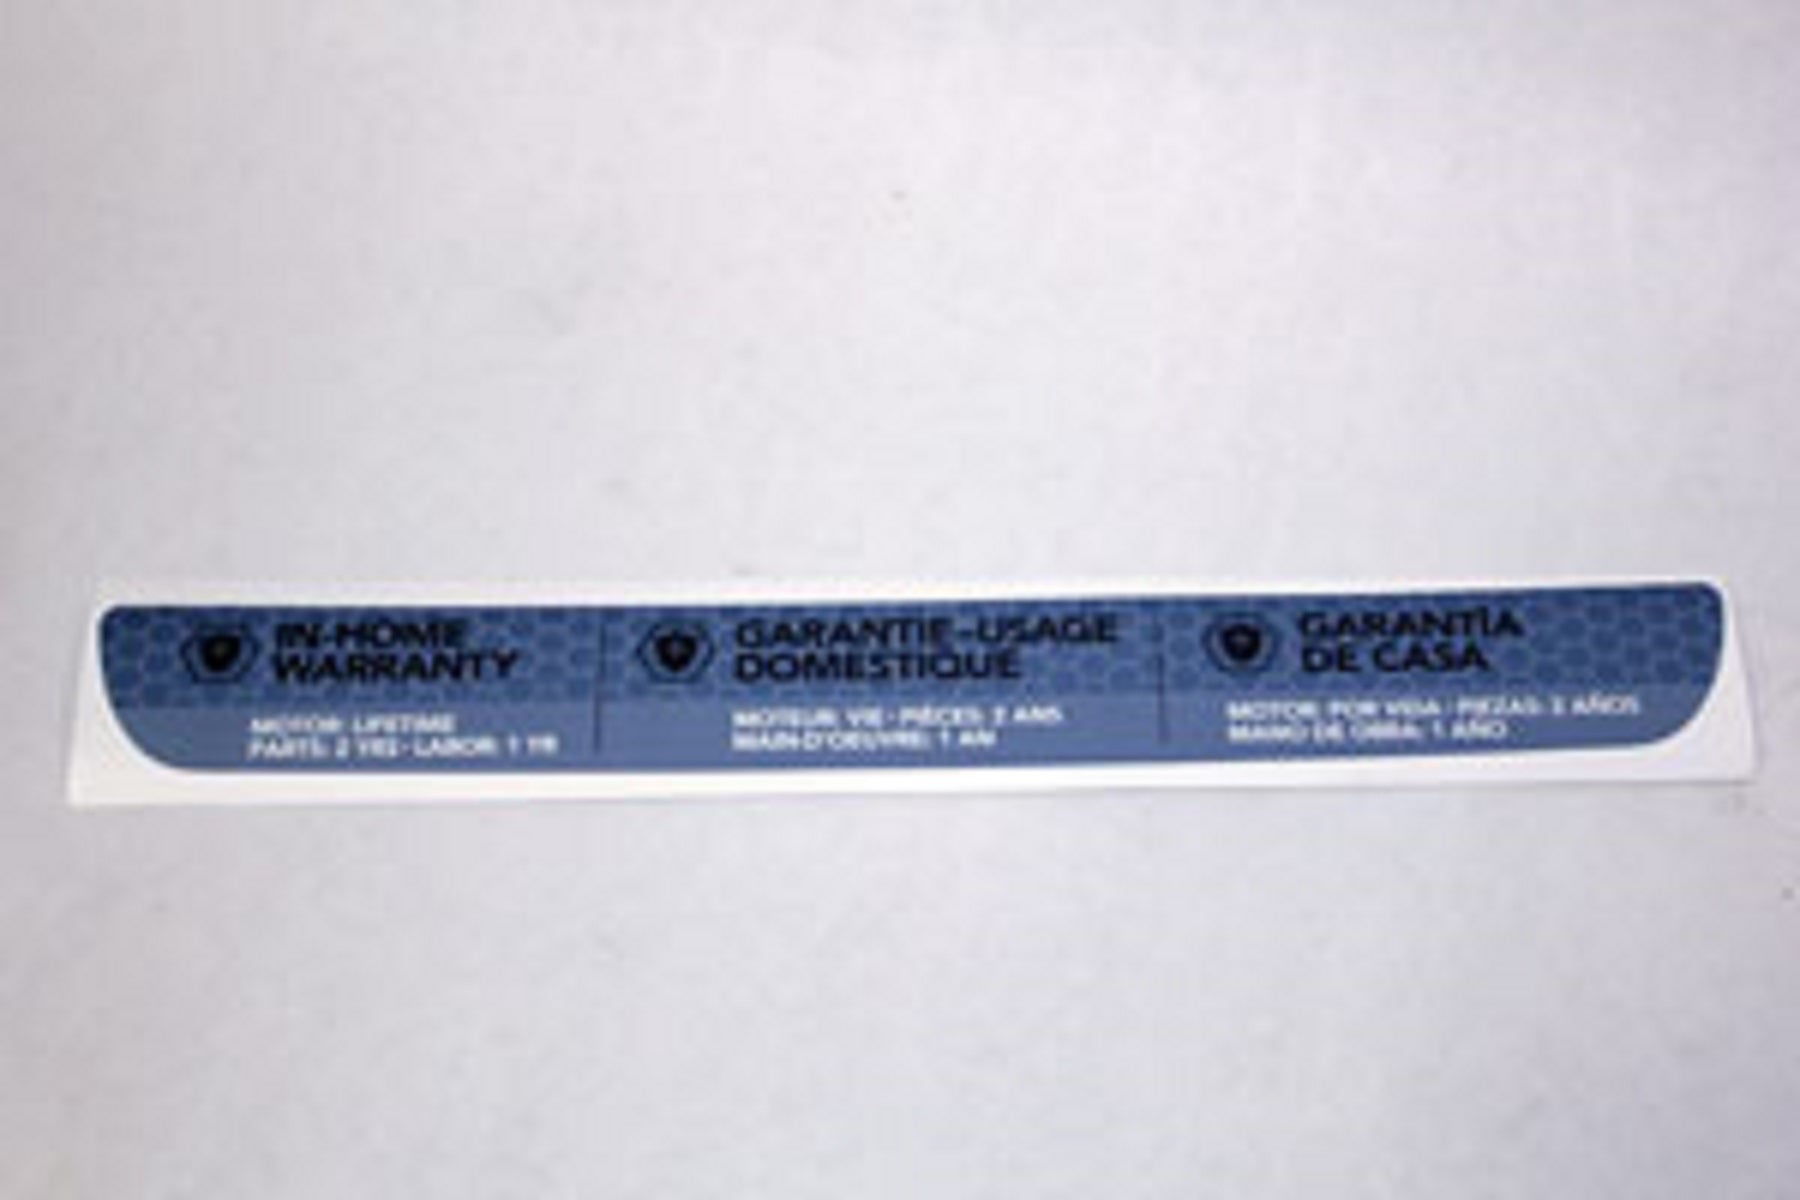 IN-HOME
WARRANTY
MOTOR: LIFETIME
PARTS: 2 YRS • LABOR: 1 YR
GARANTIE-USAGE
DOMESTIQUE
MOTEUR: VIE • PIÈCES: 2 ANS
MAIN-D'OEUVRE: 1 AN
GARANTÍA
DE CASA
MOTOR: POR VIDA • PIEZAS: 2 AÑOS
MANO DE OBRA: 1 AÑO